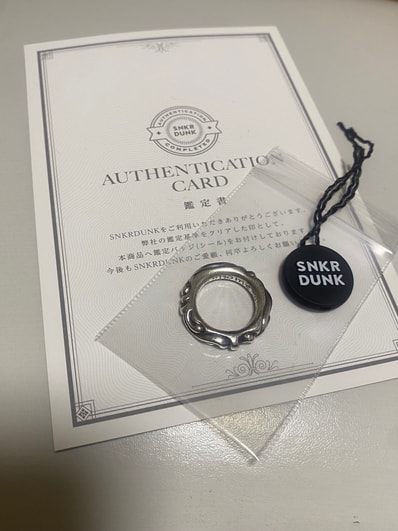 AUTHENTICATION
SNKR
DUNK
COMPLETED
AUTHENTICATION
CARD
鑑定書
SNKRDUNKをご利用いただきありがとうございます。
弊社の鑑定基準をクリアした印として、
本商品へ鑑定バッジ(シール)をお付けしております。
今後もSNKRDUNKのご愛顧、何卒よろしくお願い
SNKR
DUNK